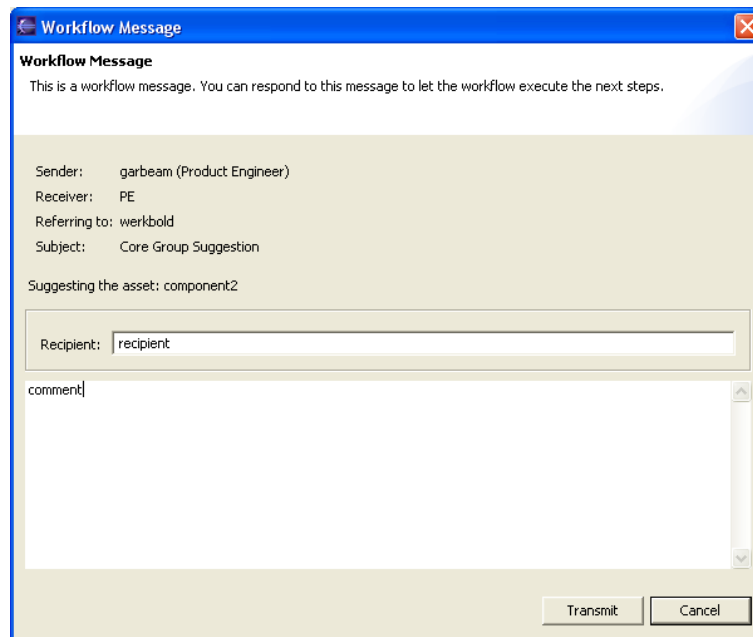 Workflow Message
Workflow Message
This is a workflow message. You can respond to this message to let the workflow execute the next steps.
Sender: garbeam (Product Engineer)
Receiver: PE
Referring to: werkbold
Subject: Core Group Suggestion
Suggesting the asset: component2
Recipient: recipient
comment
Transmit Cancel